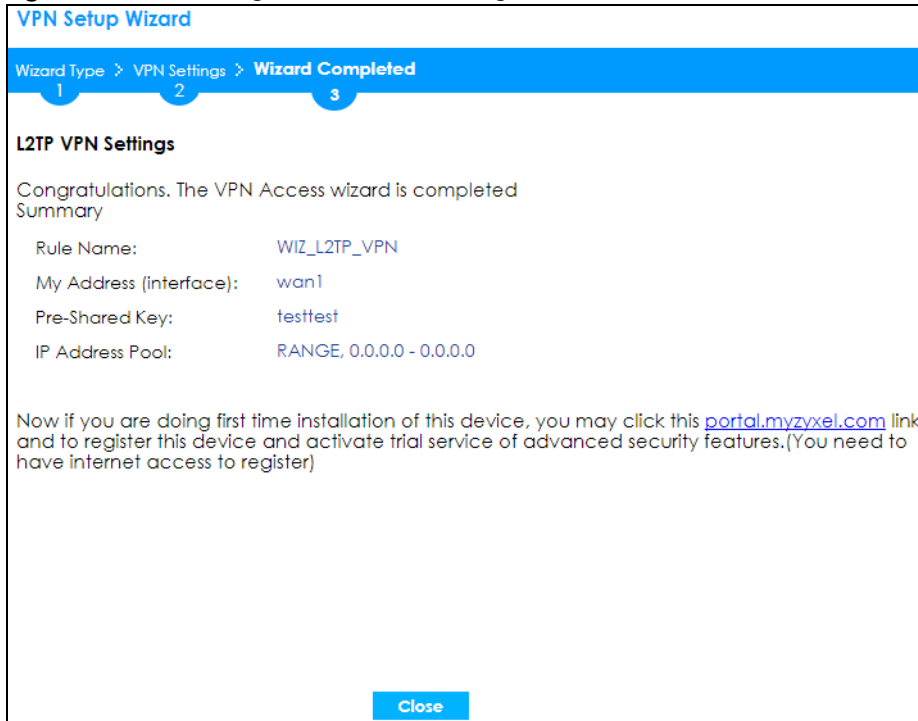 VPN Setup Wizard
Wizard Type > VPN Settings > Wizard Completed
1 2 3
L2TP VPN Settings
Congratulations. The VPN Access wizard is completed
Summary
Rule Name: WIZ_L2TP_VPN
My Address (interface): wan1
Pre-Shared Key: testtest
IP Address Pool: RANGE, 0.0.0.0 - 0.0.0.0
Now if you are doing first time installation of this device, you may click this portal.myzyxel.com link
and to register this device and activate trial service of advanced security features.(You need to
have internet access to register)
Close